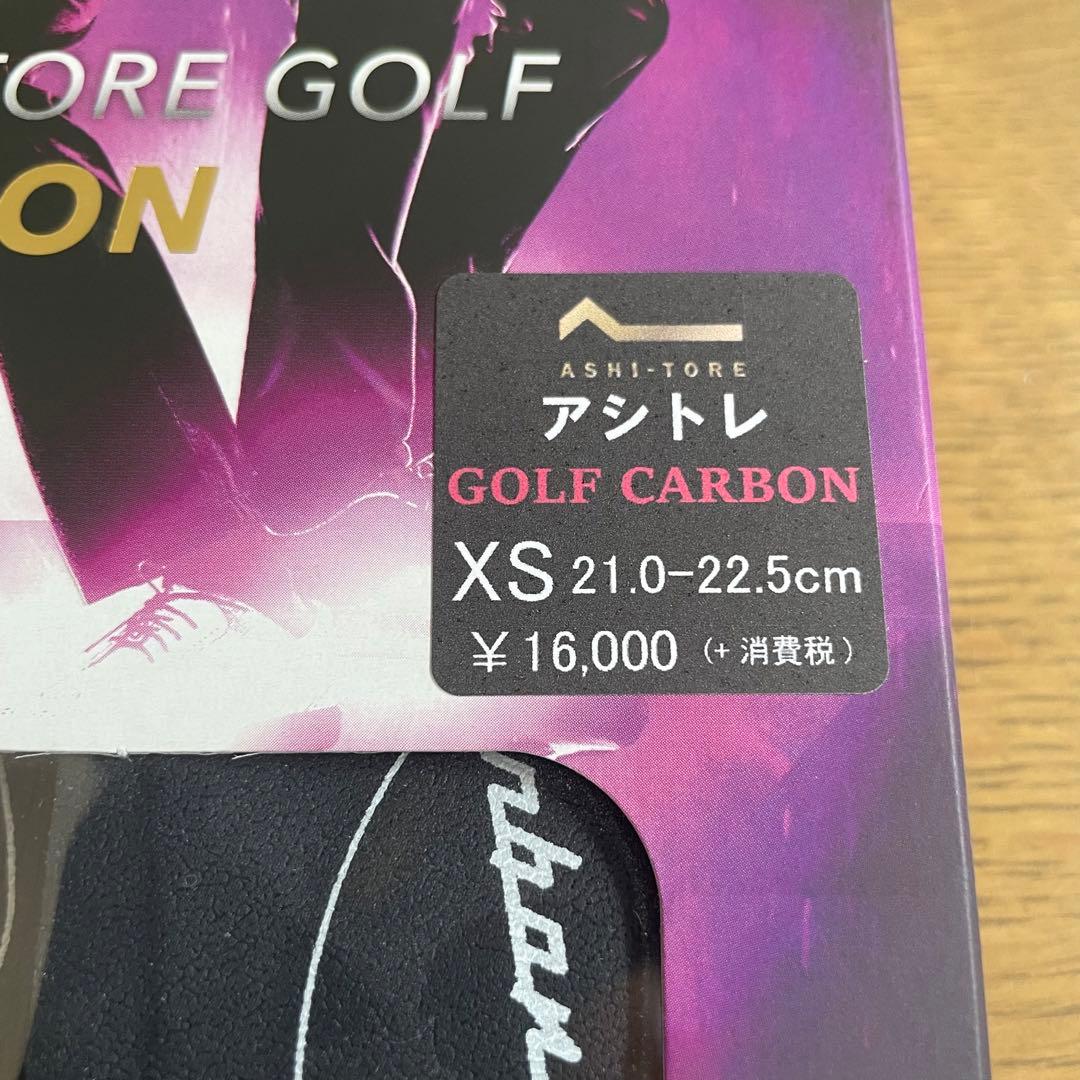 TORE GOLF
ON
ASHI-TORE
アシトレ
GOLF CARBON
XS 21.0-22.5cm
¥16,000 (+消費税)
rbon